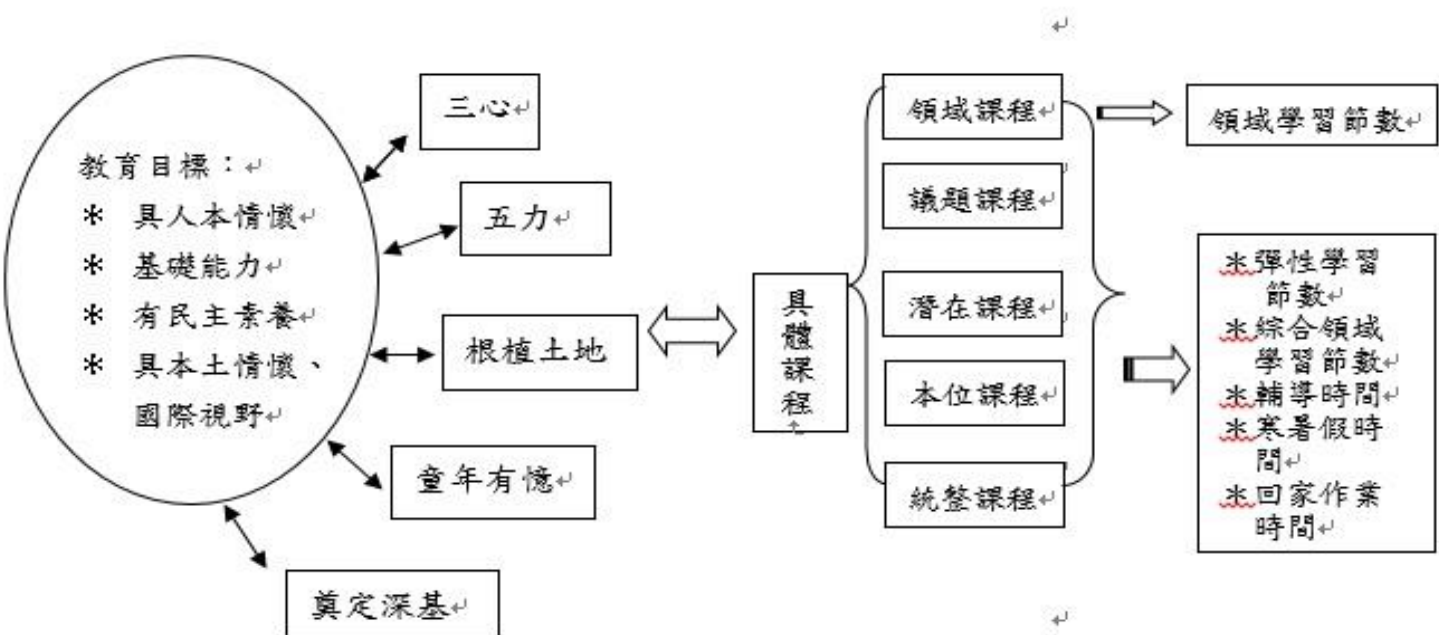 教育目標：
* 具人本情懷
* 基礎能力
* 有民主素養
* 具本土情懷、
國際視野
三心
五力
根植土地
童年有憶
奠定深基
具
體
課
程
領域課程
議題課程
潛在課程
本位課程
統整課程
領域學習節數
*彈性學習
節數
*綜合領域
學習節數
*輔導時間
*寒暑假時
間
*回家作業
時間